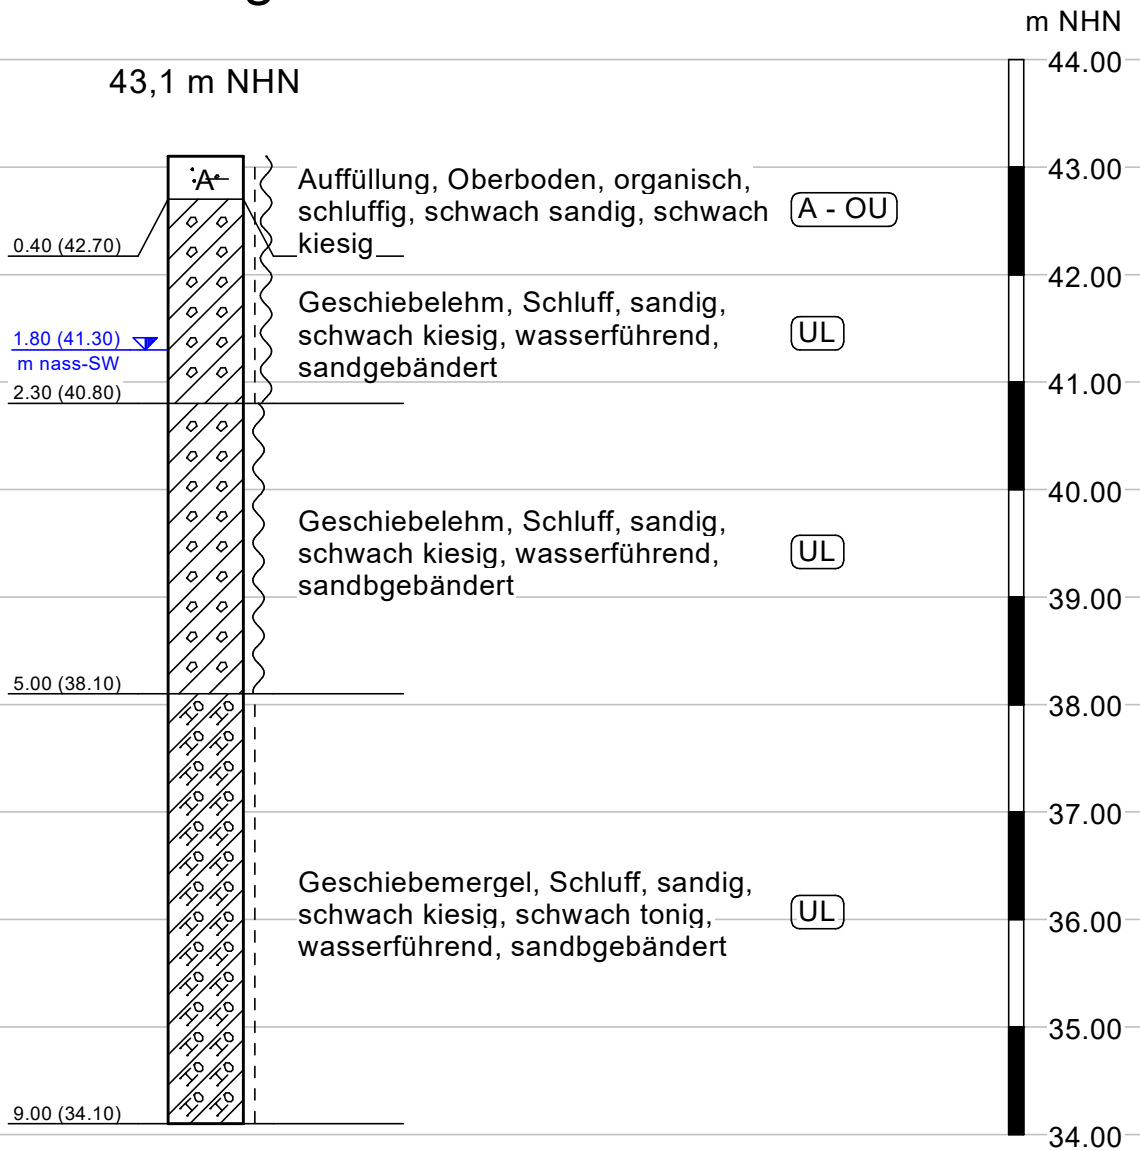 m NHN
44.00
43,1 m NHN
43.00
A
Auffüllung, Oberboden, organisch,
schluffig, schwach sandig, schwach
kiesig
A - OU
0.40 (42.70)
42.00
Geschiebelehm, Schluff, sandig,
schwach kiesig, wasserführend,
sandgebändert
UL
1.80 (41.30)
m nass-SW
2.30 (40.80)
41.00
40.00
Geschiebelehm, Schluff, sandig,
schwach kiesig, wasserführend,
sandbgebändert
UL
39.00
5.00 (38.10)
38.00
37.00
Geschiebemergel, Schluff, sandig,
schwach kiesig, schwach tonig,
wasserführend, sandbgebändert
UL
36.00
35.00
9.00 (34.10)
34.00